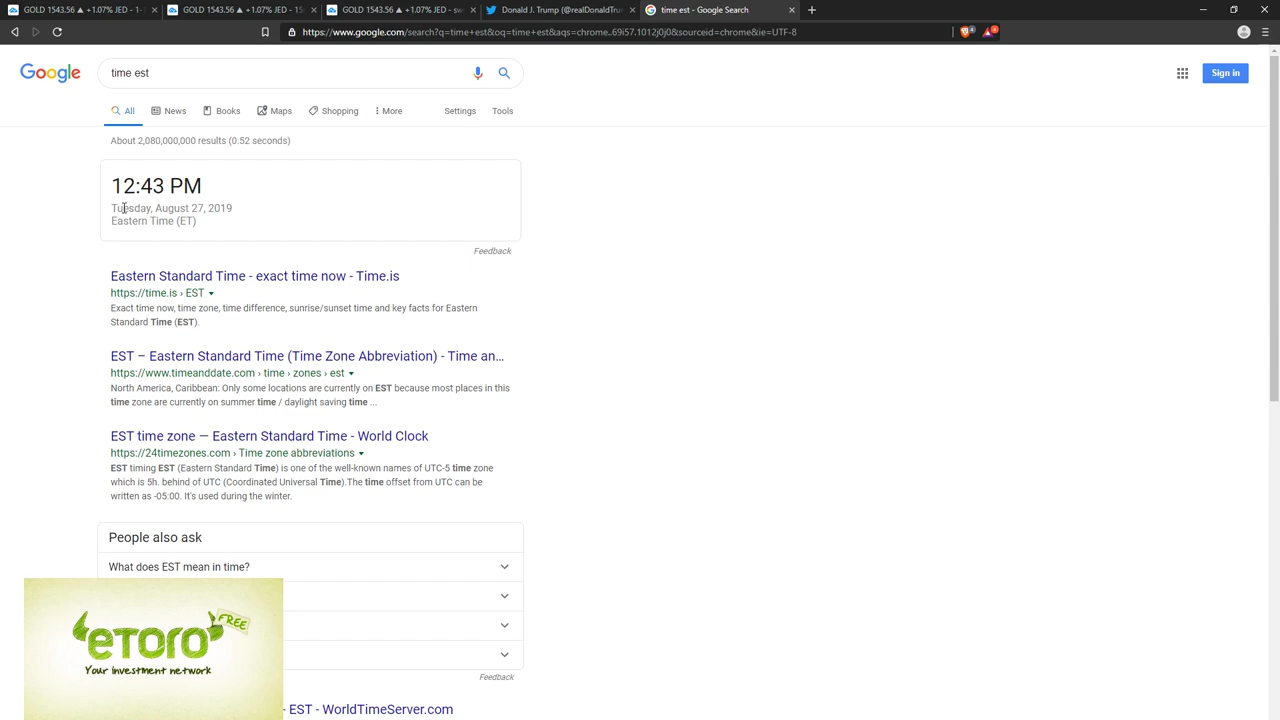 GOLD 1543.56 ▲ +1.07% JED - 1-
GOLD 1543.56 ▲ +1.07% JED - 15
GOLD 1543.56 ▲ +1.07% JED - sw
Donald J. Trump (@realDonaldTru
time est - Google Search
https://www.google.com/search?q=time+est&oq=time+est&aqs=chrome..69i57.1012j0j0&sourceid=chrome&ie=UTF-8
Google
time est
Sign in
All
News
Books
Maps
Shopping
More
Settings
Tools
About 2,080,000,000 results (0.52 seconds)
12:43 PM
Tuesday, August 27, 2019
Eastern Time (ET)
Feedback
Eastern Standard Time - exact time now - Time.is
https://time.is › EST
Exact time now, time zone, time difference, sunrise/sunset time and key facts for Eastern
Standard Time (EST).
EST – Eastern Standard Time (Time Zone Abbreviation) - Time an...
https://www.timeanddate.com › time › zones › est
North America, Caribbean: Only some locations are currently on EST because most places in this
time zone are currently on summer time / daylight saving time ...
EST time zone — Eastern Standard Time - World Clock
https://24timezones.com › Time zone abbreviations
EST timing EST (Eastern Standard Time) is one of the well-known names of UTC-5 time zone
which is 5h. behind of UTC (Coordinated Universal Time).The time offset from UTC can be
written as -05:00. It's used during the winter.
People also ask
What does EST mean in time?
Feedback
- EST - WorldTimeServer.com
eTORO
FREE
Your investment network